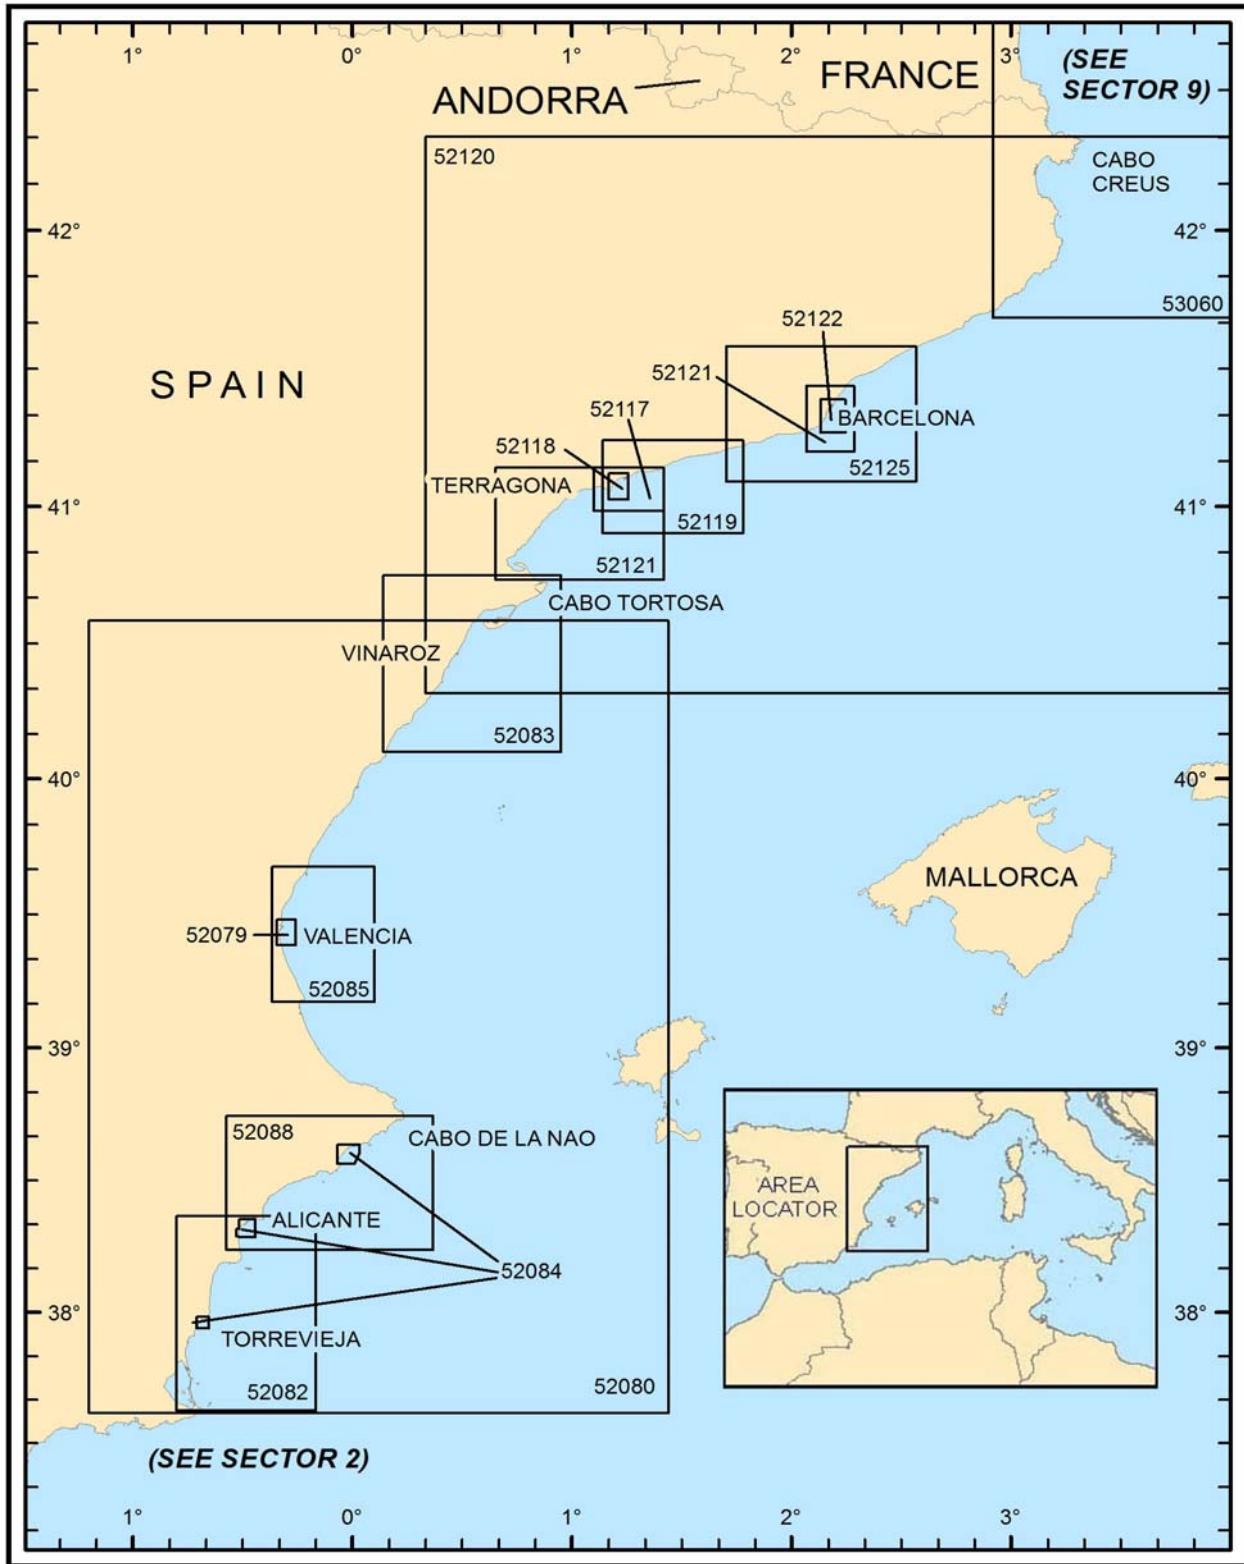 1° 0° 1° 2° 3°
(SEE
SECTOR 9)
FRANCE
ANDORRA
52120
CABO
CREUS
42° 42°
53060
52122
52121
SPAIN
52117
BARCELONA
52118
52125
TERRAGONA
41° 41°
52119
52121
CABO TORTOSA
VINAROZ
52083
40° 40°
MALLORCA
52079
VALENCIA
52085
39° 39°
52088
CABO DE LA NAO
AREA
LOCATOR
ALICANTE
52084
38° 38°
TORREVIEJA
52082
52080
(SEE SECTOR 2)
1° 0° 1° 2° 3°